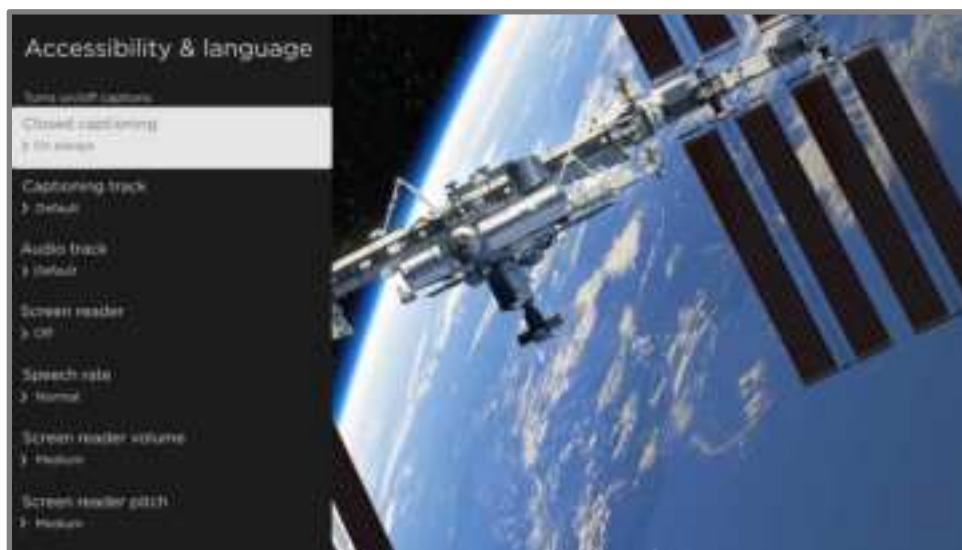 Accessibility & language
Turns on/off captions.
Closed captioning
On always
Captioning track
Default
Audio track
Default
Screen reader
Off
Speech rate
Normal
Screen reader volume
Medium
Screen reader pitch
Medium